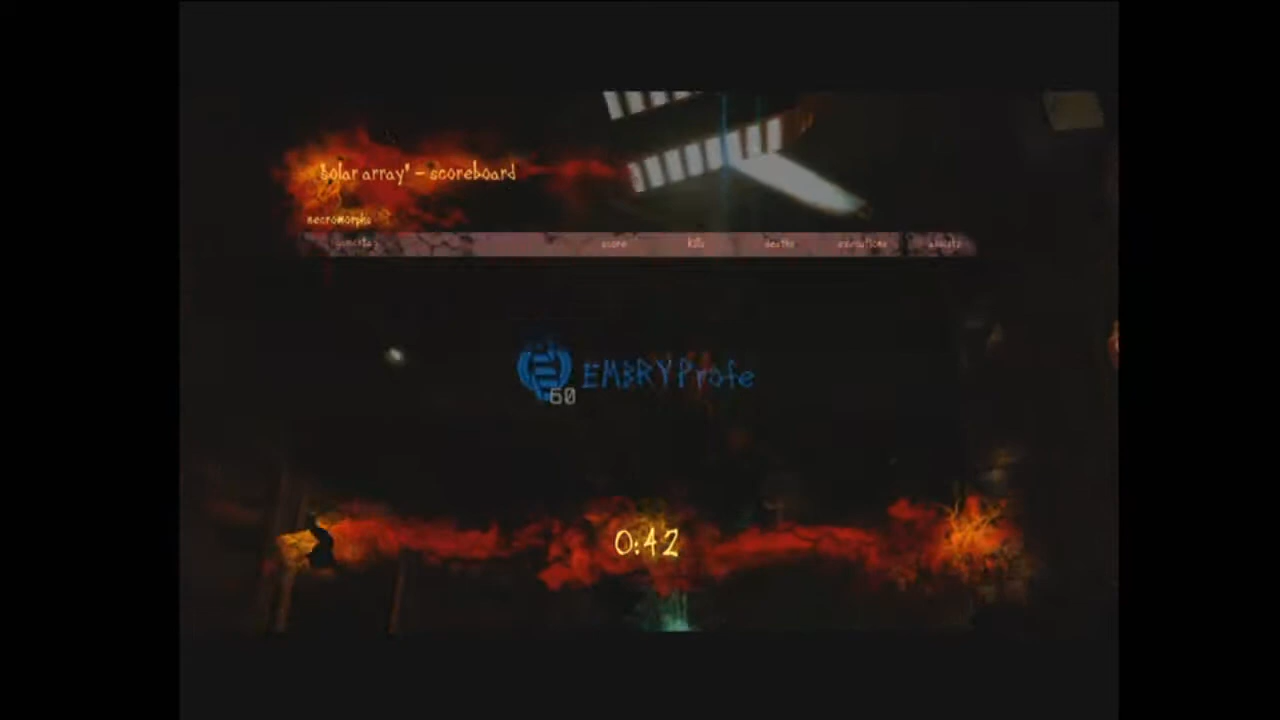 solar array" - scoreboard
necromorphs
gamertag score kills deaths executions assists
EMBRYProfe
60
0:42